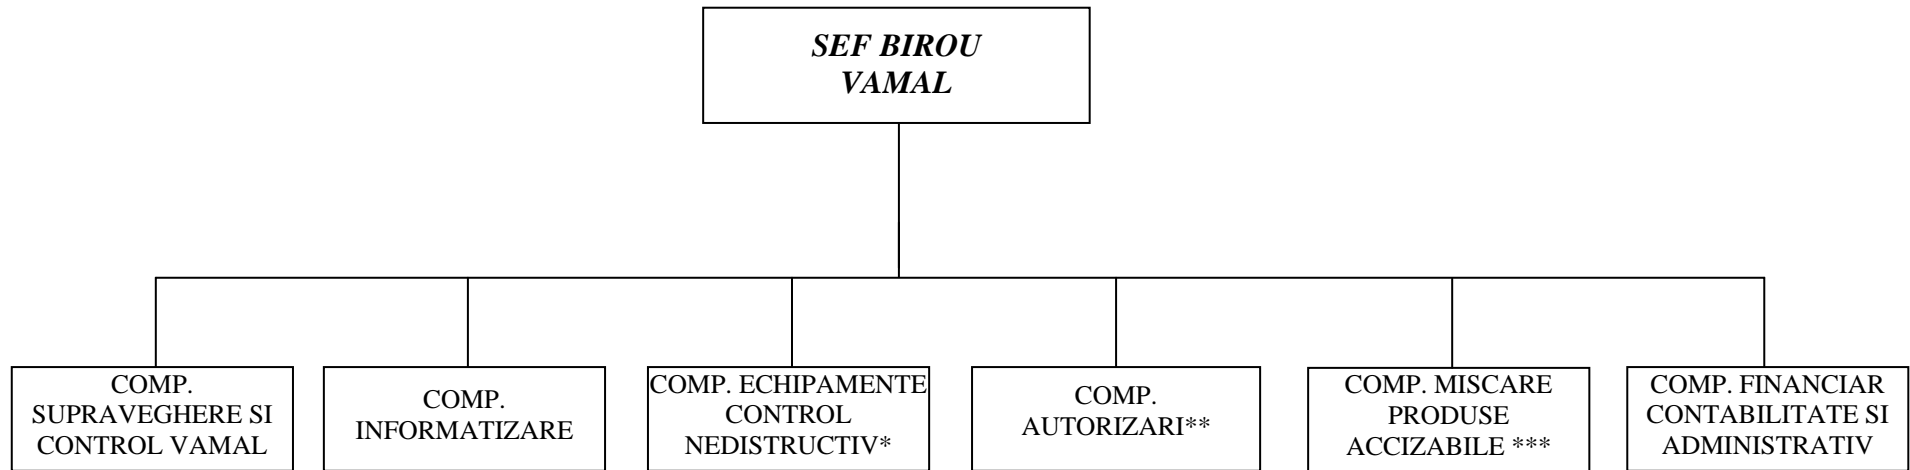 SEF BIROU
VAMAL
COMP.
SUPRAVEGHERE SI
CONTROL VAMAL
COMP.
INFORMATIZARE
COMP. ECHIPAMENTE
CONTROL
NEDISTRUCTIV*
COMP.
AUTORIZARI**
COMP. MISCARE
PRODUSE
ACCIZABILE ***
COMP. FINANCIAR
CONTABILITATE SI
ADMINISTRATIV